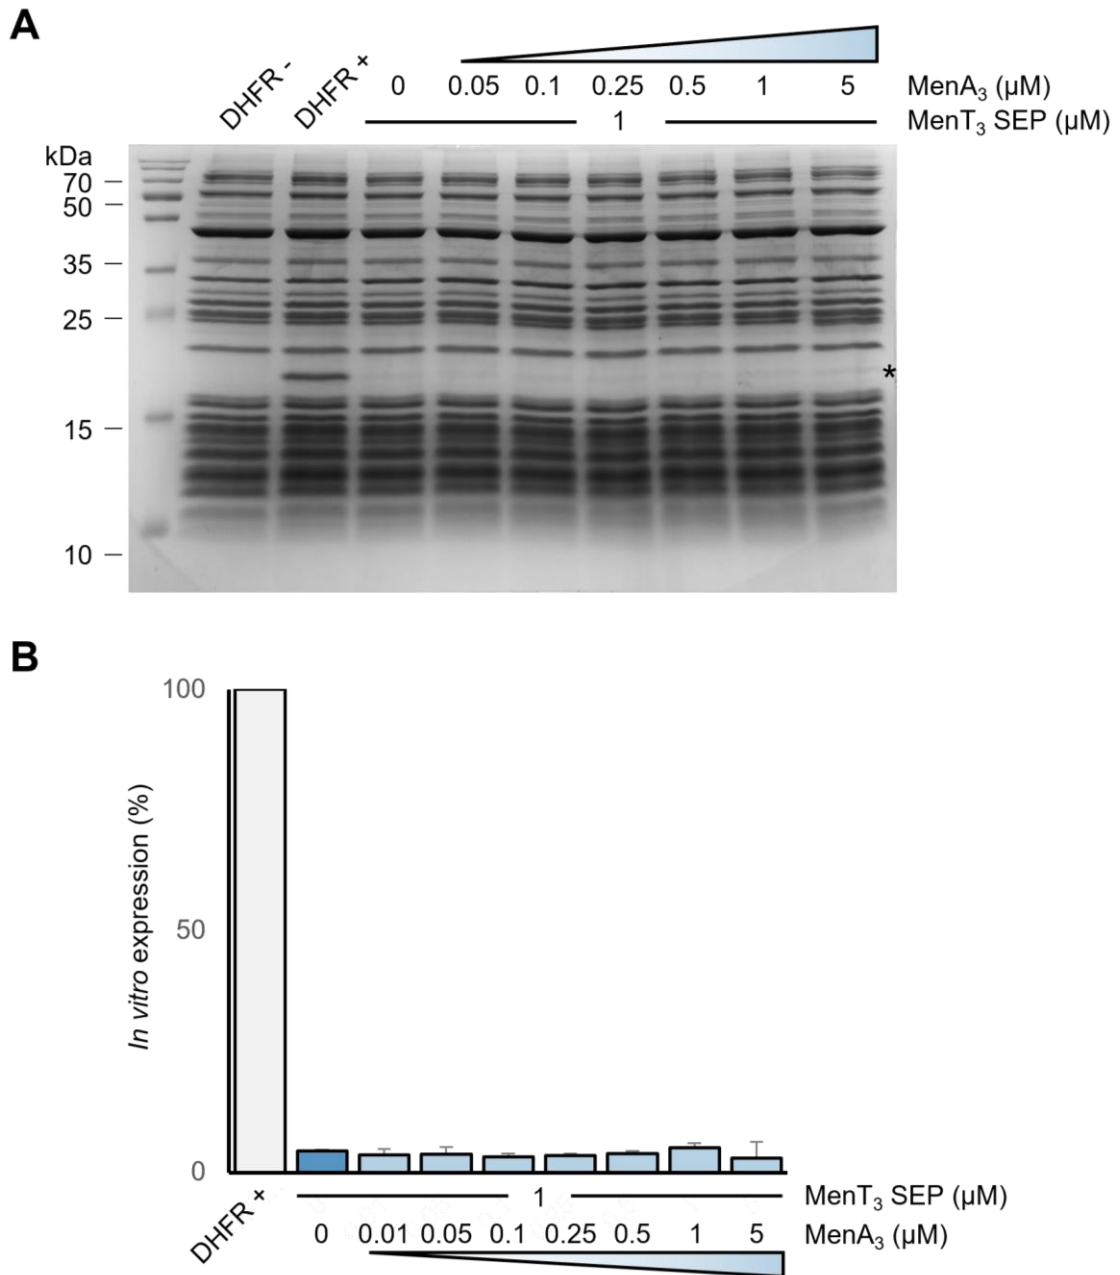 A
DHFR - DHFR + 0 0.05 0.1 0.25 0.5 1 5 MenA₃ (µM)
1 MenT₃ SEP (µM)
kDa
70
50
35
25
*
15
10
B
100
50
0
In vitro expression (%)
DHFR +
1 MenT₃ SEP (µM)
0 0.01 0.05 0.1 0.25 0.5 1 5 MenA₃ (µM)